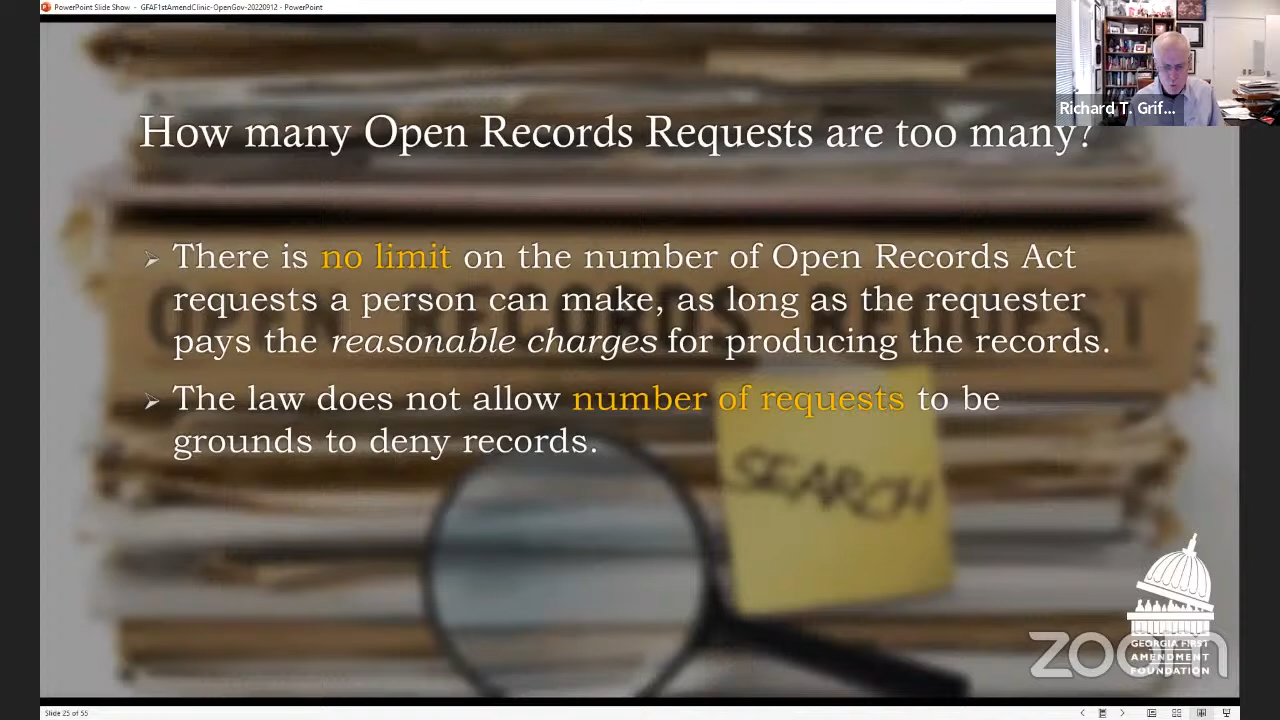 PowerPoint Slide Show - GFAF1stAmendClinic-OpenGov-20220912 - PowerPoint
Richard T. Grif...
How many Open Records Requests are too many?
There is no limit on the number of Open Records Act
requests a person can make, as long as the requester
pays the reasonable charges for producing the records.
The law does not allow number of requests to be
grounds to deny records.
OPEN RECORDS REQUEST
SEARCH
GEORGIA FIRST
AMENDMENT
FOUNDATION
zoom
Slide 25 of 55